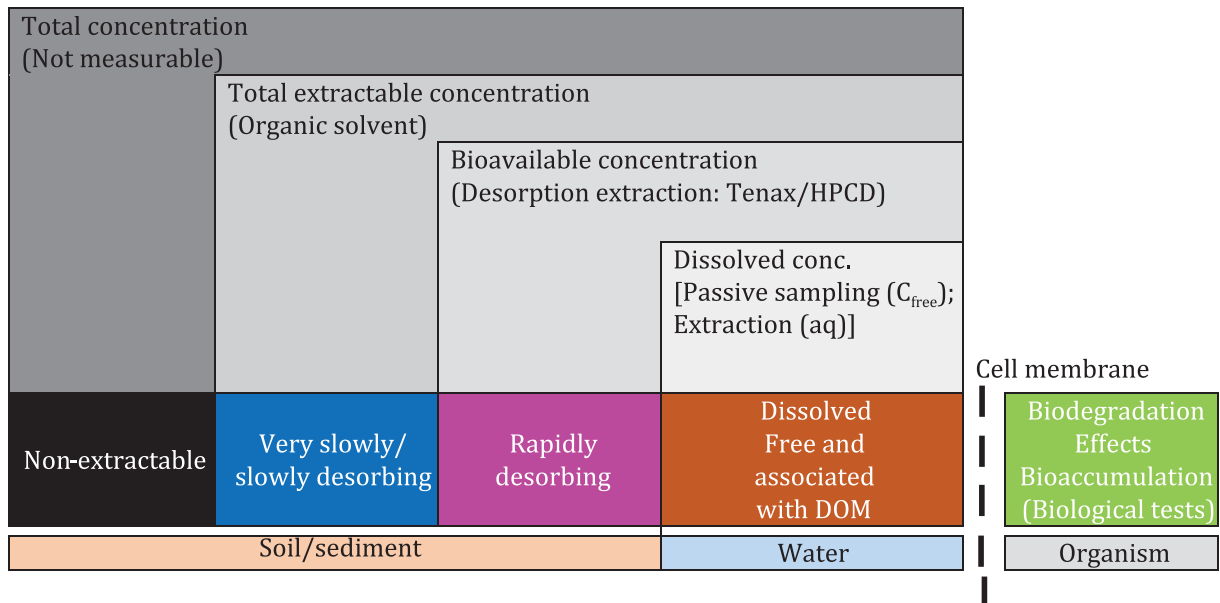 Total concentration
(Not measurable)
Total extractable concentration
(Organic solvent)
Bioavailable concentration
(Desorption extraction: Tenax/HPCD)
Dissolved conc.
[Passive sampling (Cfree);
Extraction (aq)]
Cell membrane
Non-extractable
Very slowly/
slowly desorbing
Rapidly
desorbing
Dissolved
Free and
associated
with DOM
Biodegradation
Effects
Bioaccumulation
(Biological tests)
Soil/sediment
Water
Organism